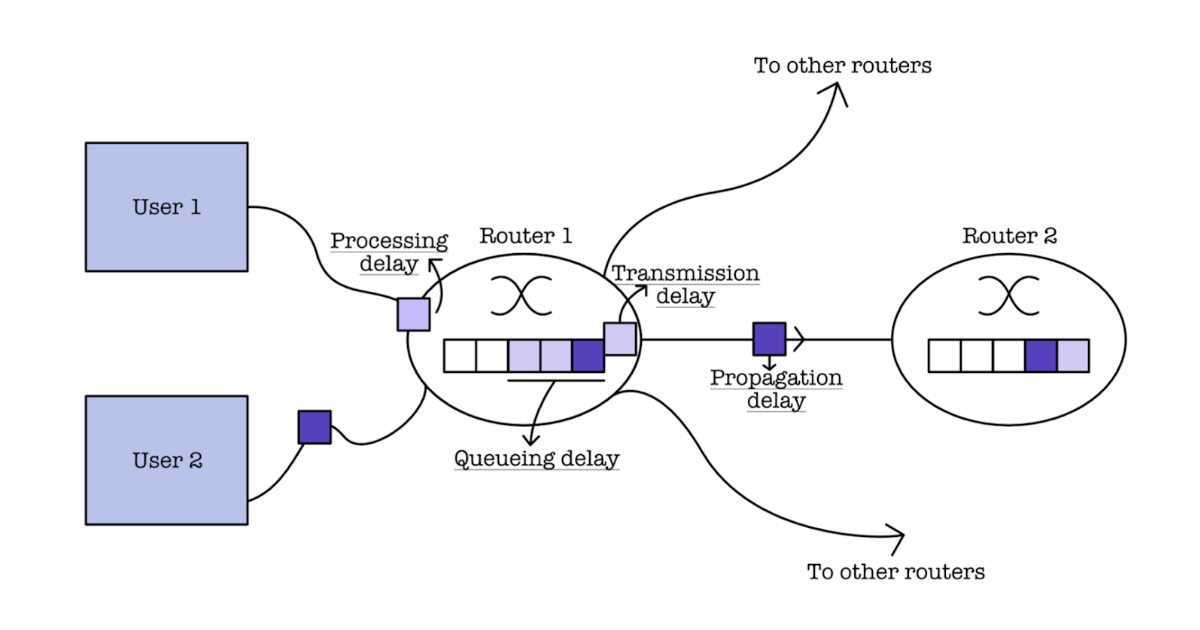 To other routers
User 1
Processing
delay
Router 1
Router 2
Transmission
delay
Propagation
delay
User 2
Queueing delay
To other routers